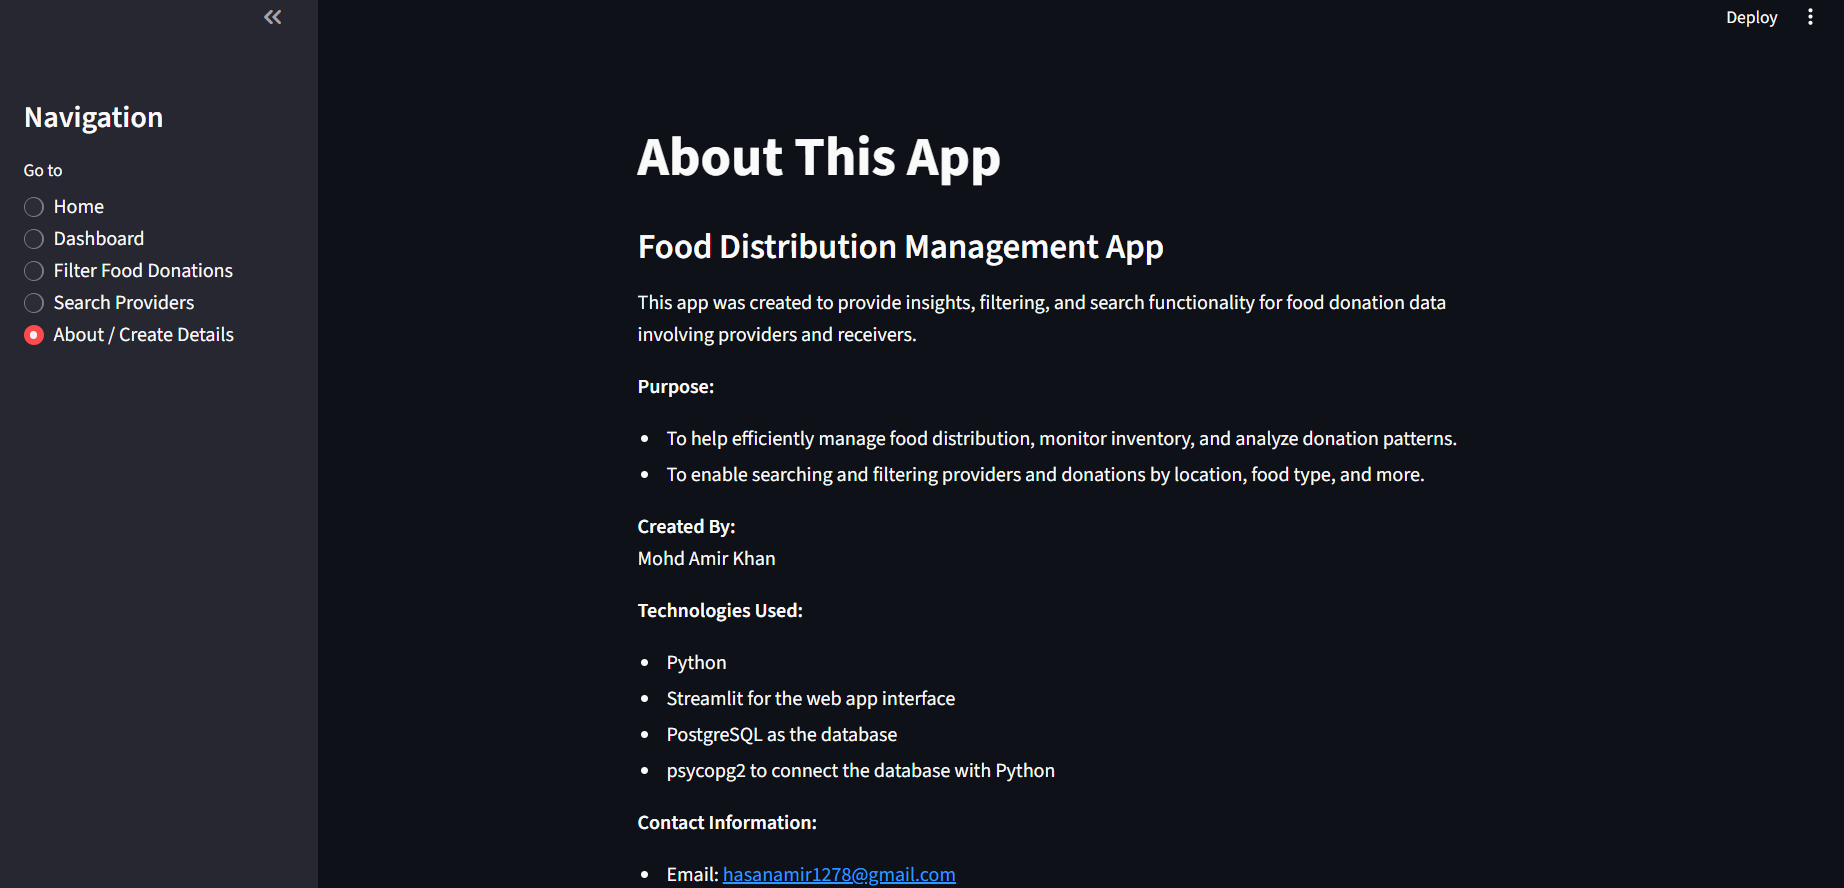 Deploy
Navigation
Go to
Home
Dashboard
Filter Food Donations
Search Providers
About / Create Details
About This App
Food Distribution Management App
This app was created to provide insights, filtering, and search functionality for food donation data
involving providers and receivers.
Purpose:
To help efficiently manage food distribution, monitor inventory, and analyze donation patterns.
To enable searching and filtering providers and donations by location, food type, and more.
Created By:
Mohd Amir Khan
Technologies Used:
Python
Streamlit for the web app interface
PostgreSQL as the database
psycopg2 to connect the database with Python
Contact Information:
Email: hasanamir1278@gmail.com